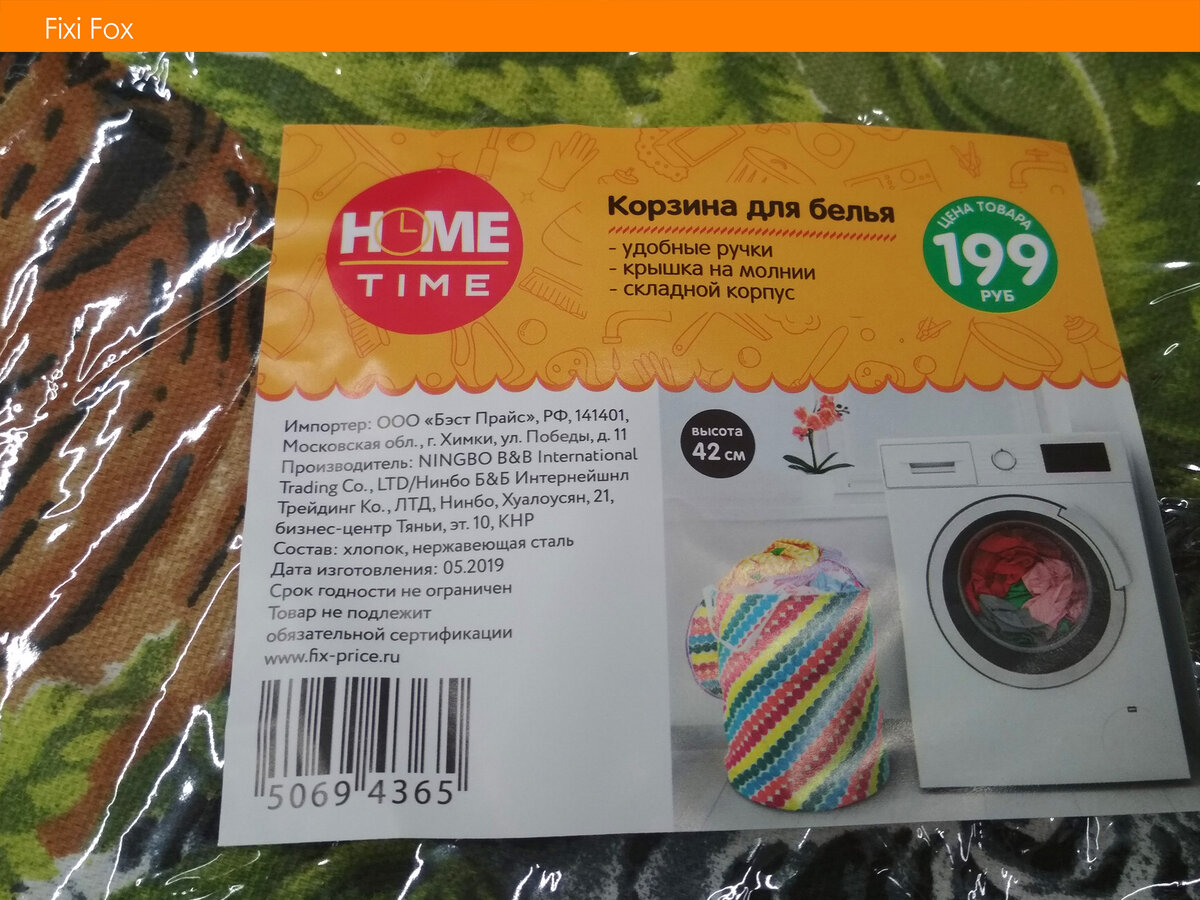 Fixi Fox
HOME
TIME
Корзина для белья
- удобные ручки
- крышка на молнии
- складной корпус
ЦЕНА ТОВАРА
199
РУБ
Импортер: ООО «Бэст Прайс», РФ, 141401,
Московская обл., г. Химки, ул. Победы, д. 11
Производитель: NINGBO B&B International
Trading Co., LTD/Нинбо Б&Б Интернейшнл
Трейдинг Ко., ЛТД, Нинбо, Хуалоусян, 21,
бизнес-центр Тяньи, эт. 10, КНР
Состав: хлопок, нержавеющая сталь
Дата изготовления: 05.2019
Срок годности не ограничен
Товар не подлежит
обязательной сертификации
www.fix-price.ru
5069 4365
высота
42 см